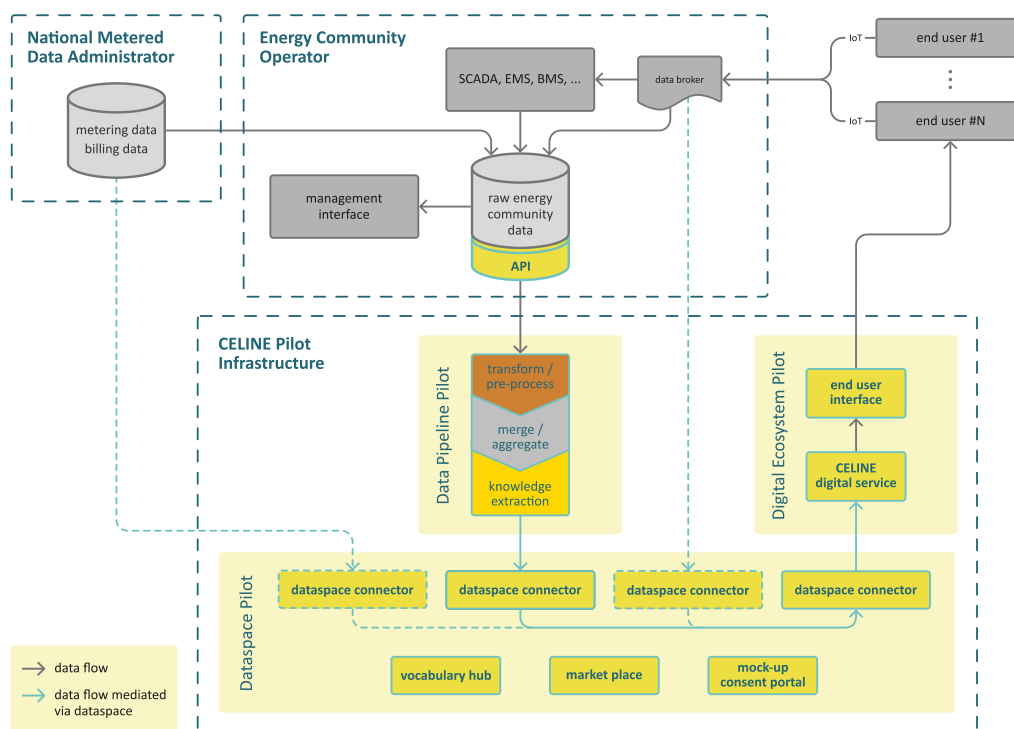 National Metered
Data Administrator
metering data
billing data
Energy Community
Operator
SCADA, EMS, BMS, ...
data broker
IoT
end user #1
IoT
end user #N
management
interface
raw energy
community
data
API
CELINE Pilot
Infrastructure
Data Pipeline Pilot
transform /
pre-process
merge /
aggregate
knowledge
extraction
Digital Ecosystem Pilot
end user
interface
CELINE
digital service
Dataspace Pilot
dataspace connector
dataspace connector
dataspace connector
dataspace connector
vocabulary hub
market place
mock-up
consent portal
data flow
data flow mediated
via dataspace